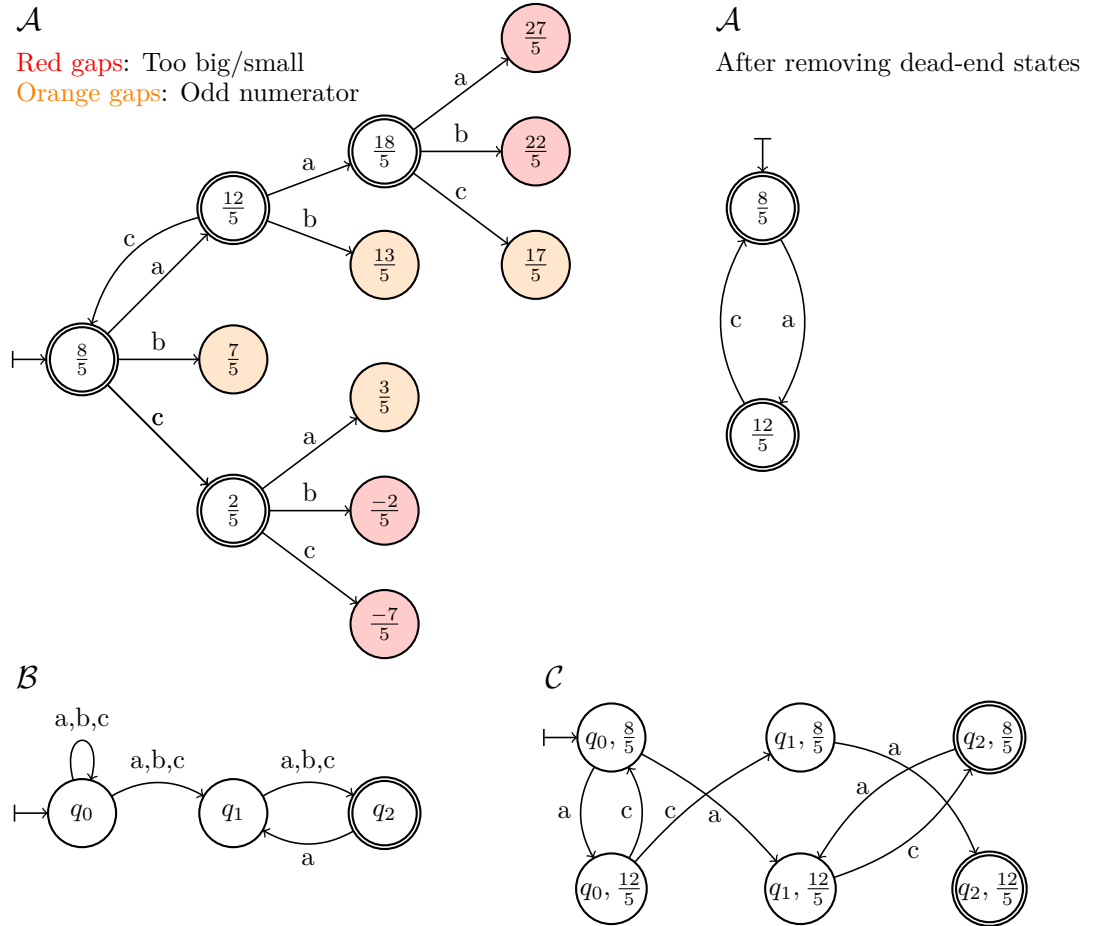 𝒜
Red gaps: Too big/small
Orange gaps: Odd numerator
27/5
a
18/5
b
22/5
c
17/5
12/5
a
b
13/5
c
a
8/5
b
7/5
c
3/5
a
2/5
b
-2/5
c
-7/5
𝒜
After removing dead-end states
8/5
c
a
12/5
ℬ
a,b,c
a,b,c
a,b,c
q₀
q₁
q₂
a
𝒞
q₀, 8/5
q₁, 8/5
q₂, 8/5
a
a
a
c
c
a
c
q₀, 12/5
q₁, 12/5
q₂, 12/5